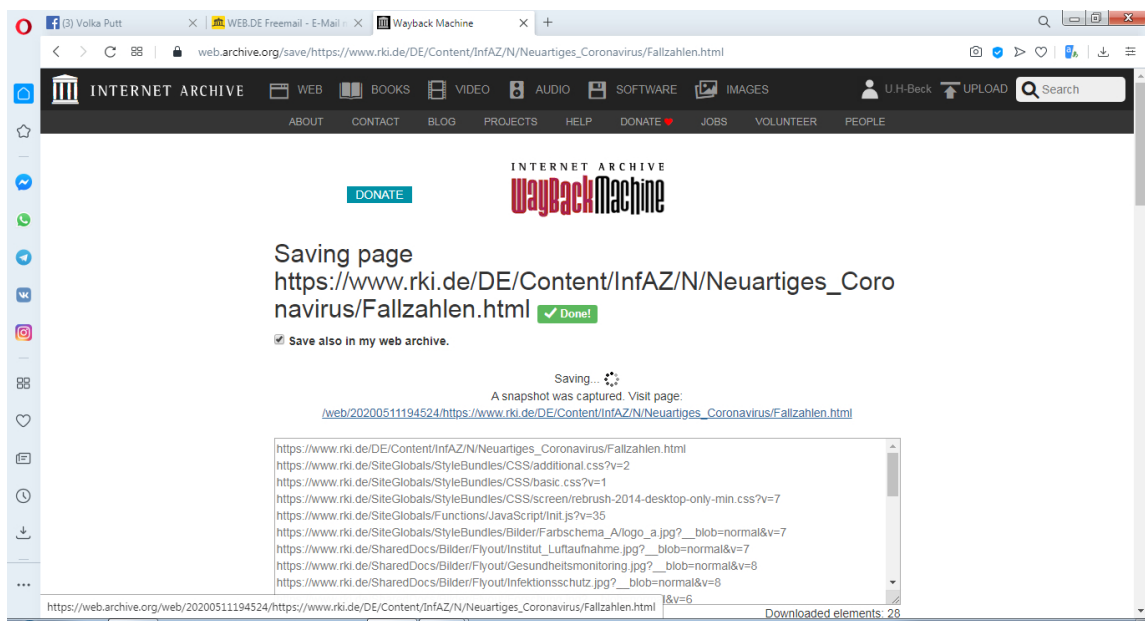 (3) Volka Putt
WEB.DE Freemail - E-Mail
Wayback Machine
web.archive.org/save/https://www.rki.de/DE/Content/InfAZ/N/Neuartiges_Coronavirus/Fallzahlen.html
INTERNET ARCHIVE
WEB
BOOKS
VIDEO
AUDIO
SOFTWARE
IMAGES
U.H-Beck
UPLOAD
Search
ABOUT
CONTACT
BLOG
PROJECTS
HELP
DONATE
JOBS
VOLUNTEER
PEOPLE
INTERNET ARCHIVE
WayBackMachine
DONATE
Saving page
https://www.rki.de/DE/Content/InfAZ/N/Neuartiges_Coro
navirus/Fallzahlen.html Done!
Save also in my web archive.
Saving...
A snapshot was captured. Visit page:
/web/20200511194524/https://www.rki.de/DE/Content/InfAZ/N/Neuartiges_Coronavirus/Fallzahlen.html
https://www.rki.de/DE/Content/InfAZ/N/Neuartiges_Coronavirus/Fallzahlen.html
https://www.rki.de/SiteGlobals/StyleBundles/CSS/additional.css?v=2
https://www.rki.de/SiteGlobals/StyleBundles/CSS/basic.css?v=1
https://www.rki.de/SiteGlobals/StyleBundles/CSS/screen/rebrush-2014-desktop-only-min.css?v=7
https://www.rki.de/SiteGlobals/Functions/JavaScript/Init.js?v=35
https://www.rki.de/SiteGlobals/StyleBundles/Bilder/Farbschema_A/logo_a.jpg?__blob=normal&v=7
https://www.rki.de/SharedDocs/Bilder/Flyout/Institut_Luftaufnahme.jpg?__blob=normal&v=7
https://www.rki.de/SharedDocs/Bilder/Flyout/Gesundheitsmonitoring.jpg?__blob=normal&v=8
https://www.rki.de/SharedDocs/Bilder/Flyout/Infektionsschutz.jpg?__blob=normal&v=8
l&v=6
https://web.archive.org/web/20200511194524/https://www.rki.de/DE/Content/InfAZ/N/Neuartiges_Coronavirus/Fallzahlen.html
Downloaded elements: 28